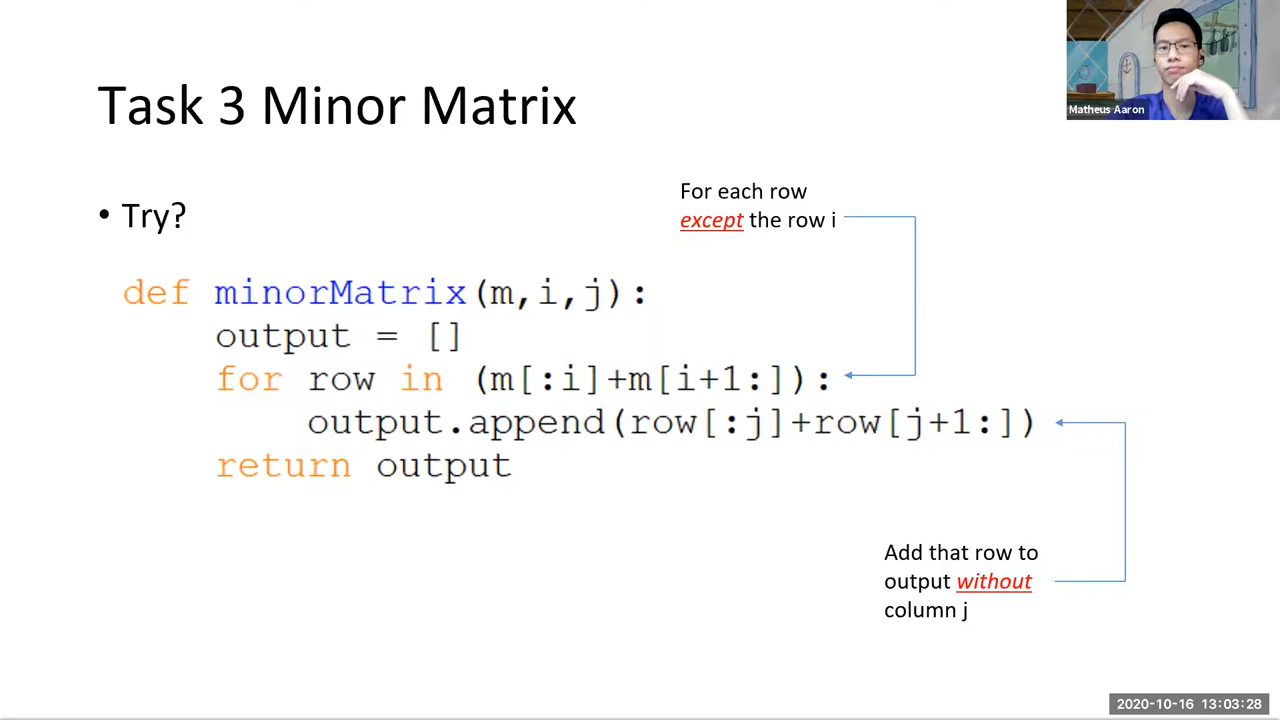 Task 3 Minor Matrix
Matheus Aaron
• Try?
For each row
except the row i
def minorMatrix(m,i,j):
output = []
for row in (m[:i]+m[i+1:]):
output.append(row[:j]+row[j+1:])
return output
Add that row to
output without
column j
2020-10-16 13:03:28